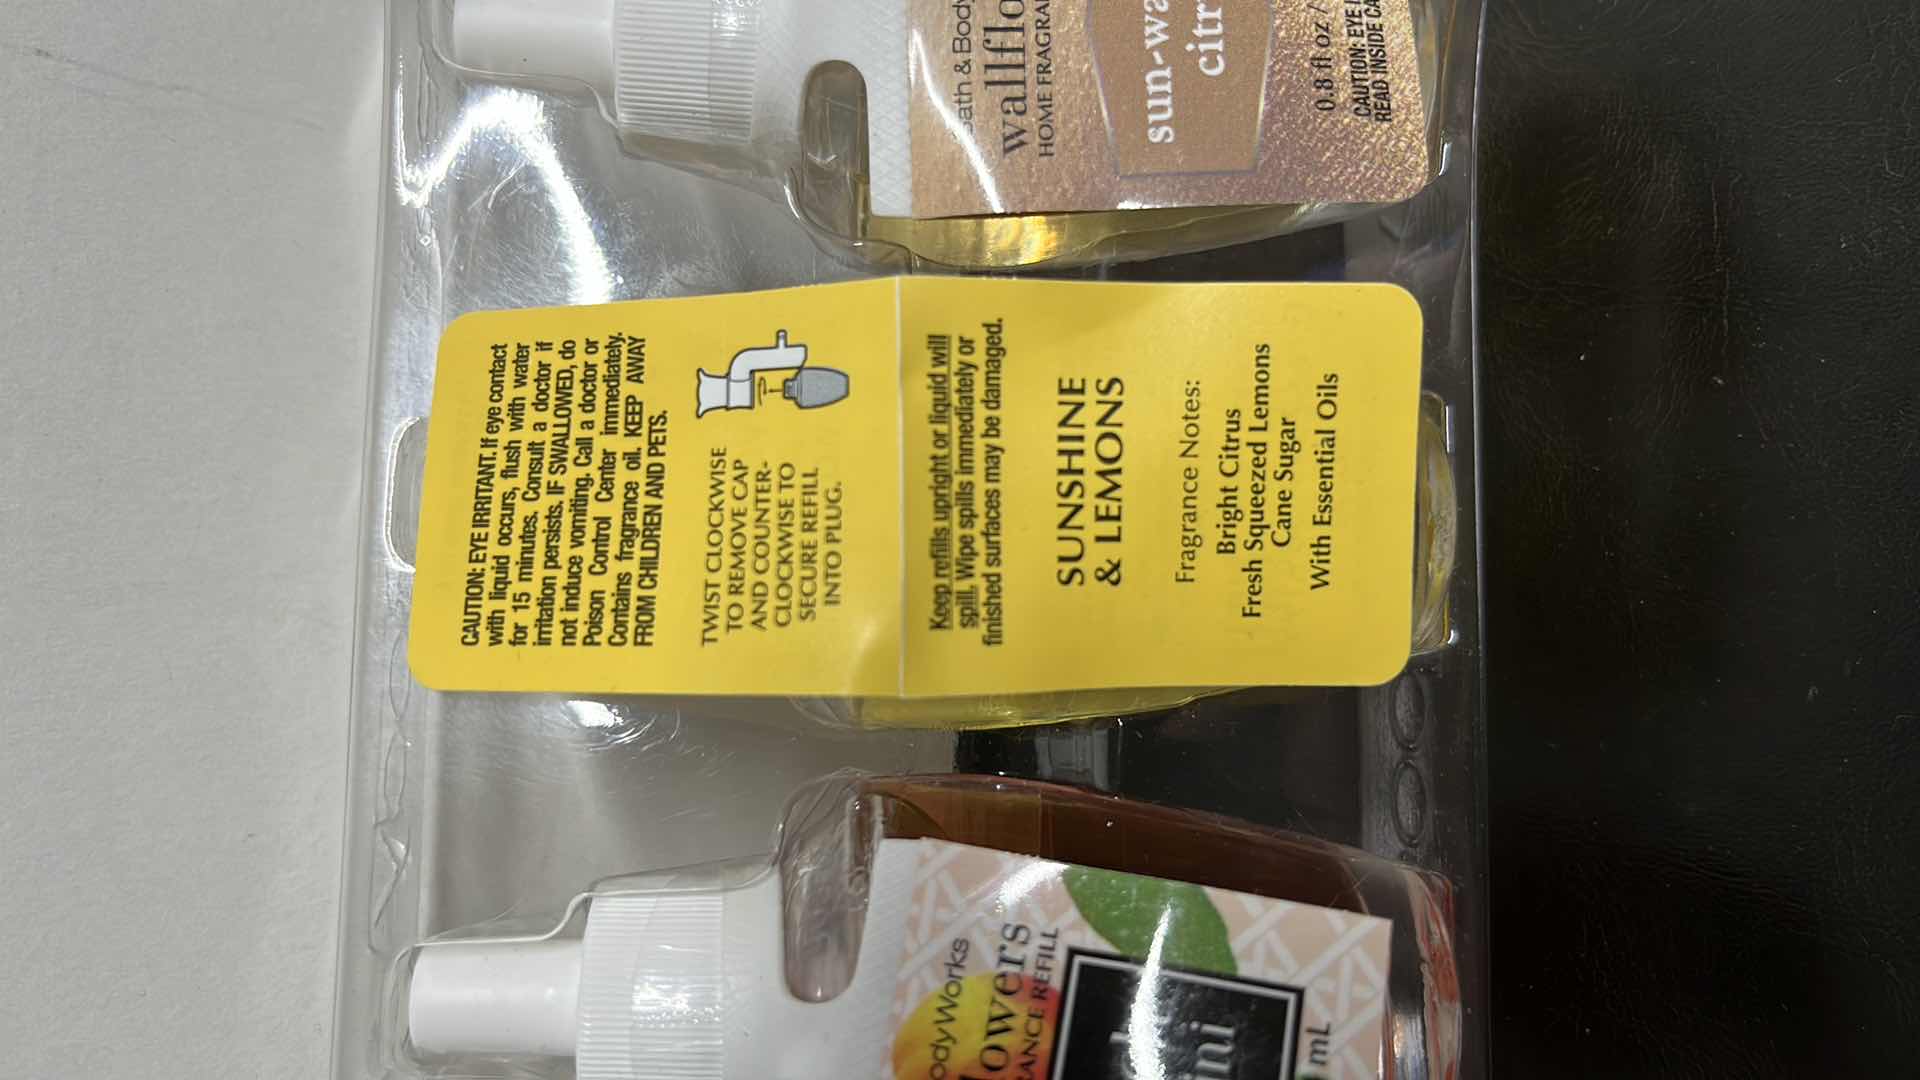 CAUTION: EYE IRRITANT. If eye contact
with liquid occurs, flush with water
for 15 minutes. Consult a doctor if
irritation persists. IF SWALLOWED, do
not induce vomiting. Call a doctor or
Poison Control Center immediately.
Contains fragrance oil. KEEP AWAY
FROM CHILDREN AND PETS.
TWIST CLOCKWISE
TO REMOVE CAP
AND COUNTER-
CLOCKWISE TO
SECURE REFILL
INTO PLUG.
Keep refills upright or liquid will
spill. Wipe spills immediately or
finished surfaces may be damaged.
SUNSHINE
& LEMONS
Fragrance Notes:
Bright Citrus
Fresh Squeezed Lemons
Cane Sugar
With Essential Oils
Bath & Body
wallflo
HOME FRAGRA
sun-wa
citr
0.8 fl oz /
CAUTION: EYE
READ INSIDE CA
odyWorks
lowers
RANCE REFILL
ni
mL